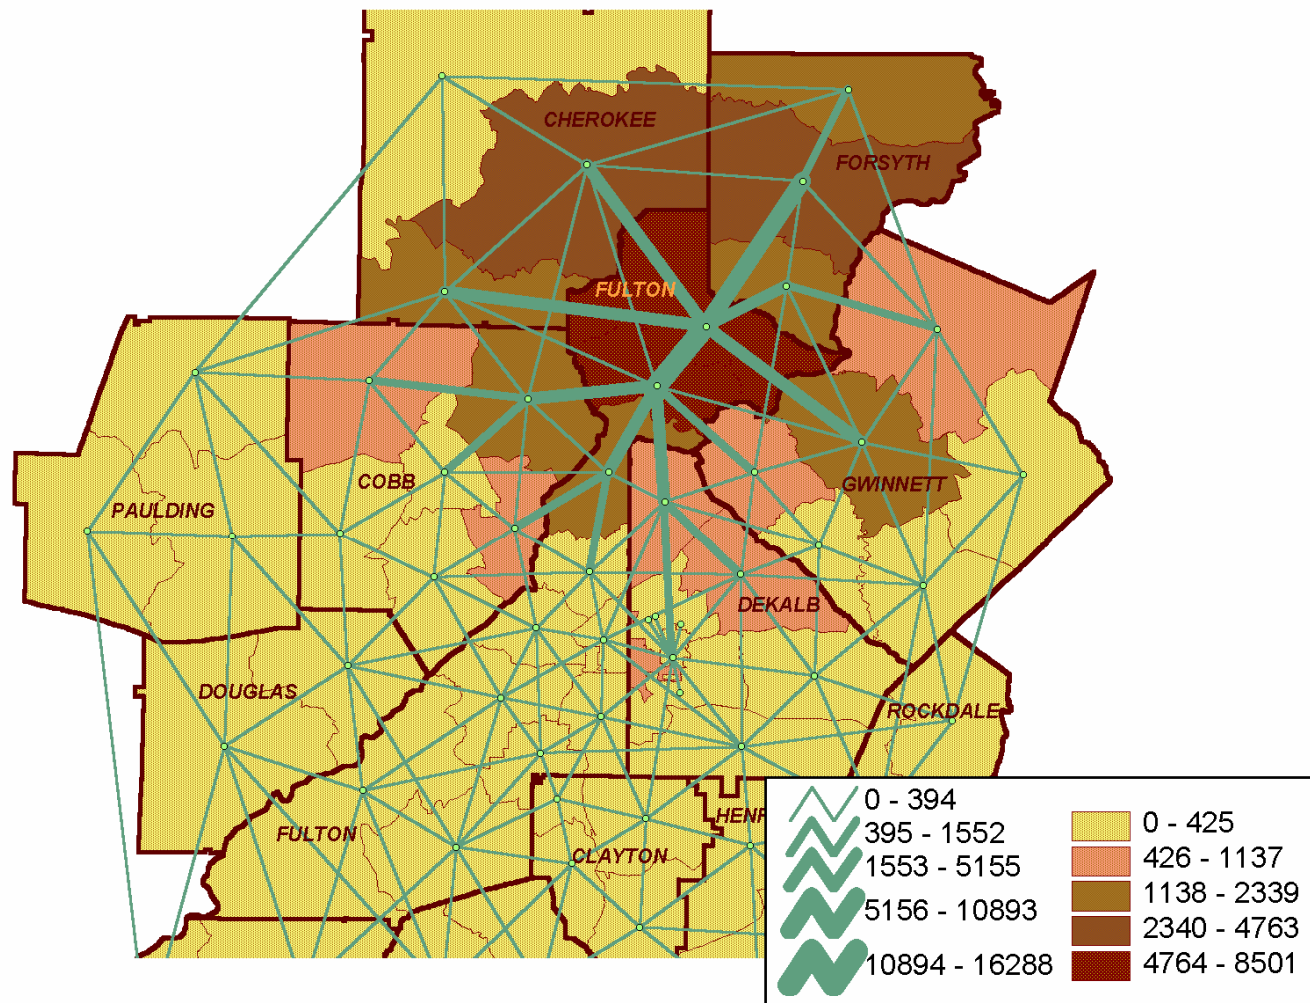 CHEROKEE
FORSYTH
FULTON
COBB
GWINNETT
PAULDING
DEKALB
DOUGLAS
ROCKDALE
FULTON
CLAYTON
0 - 394
395 - 1552
1553 - 5155
5156 - 10893
10894 - 16288
0 - 425
426 - 1137
1138 - 2339
2340 - 4763
4764 - 8501